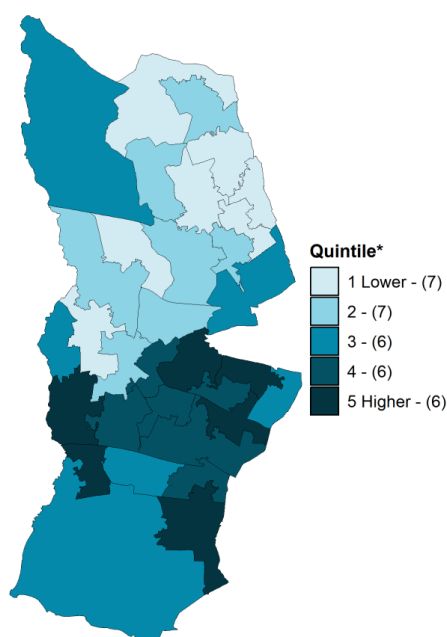 Quintile*
1 Lower - (7)
2 - (7)
3 - (6)
4 - (6)
5 Higher - (6)